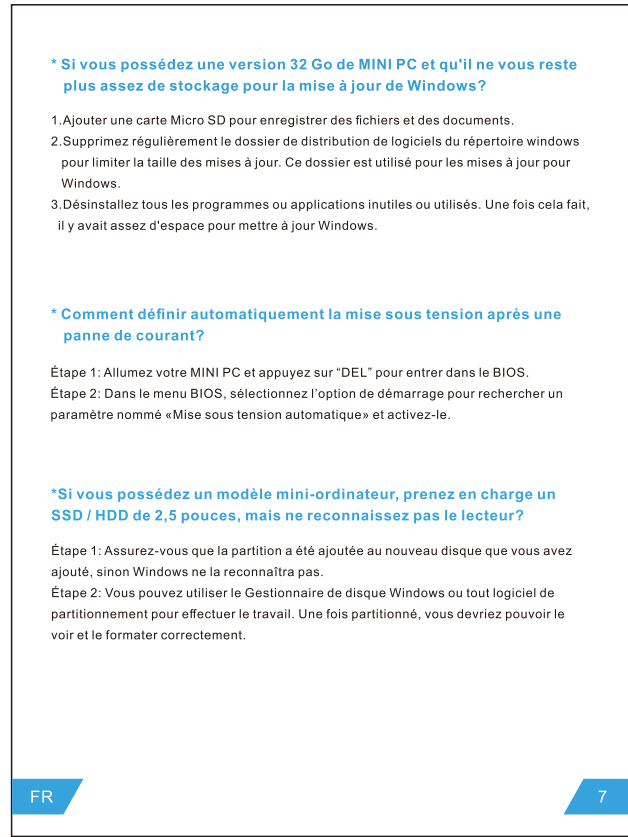 * Si vous possédez une version 32 Go de MINI PC et qu'il ne vous reste
plus assez de stockage pour la mise à jour de Windows?
1.Ajouter une carte Micro SD pour enregistrer des fichiers et des documents.
2.Supprimez régulièrement le dossier de distribution de logiciels du répertoire windows
pour limiter la taille des mises à jour. Ce dossier est utilisé pour les mises à jour pour
Windows.
3.Désinstallez tous les programmes ou applications inutiles ou utilisés. Une fois cela fait,
il y avait assez d'espace pour mettre à jour Windows.
* Comment définir automatiquement la mise sous tension après une
panne de courant?
Étape 1: Allumez votre MINI PC et appuyez sur “DEL” pour entrer dans le BIOS.
Étape 2: Dans le menu BIOS, sélectionnez l’option de démarrage pour rechercher un
paramètre nommé «Mise sous tension automatique» et activez-le.
*Si vous possédez un modèle mini-ordinateur, prenez en charge un
SSD / HDD de 2,5 pouces, mais ne reconnaissez pas le lecteur?
Étape 1: Assurez-vous que la partition a été ajoutée au nouveau disque que vous avez
ajouté, sinon Windows ne la reconnaîtra pas.
Étape 2: Vous pouvez utiliser le Gestionnaire de disque Windows ou tout logiciel de
partitionnement pour effectuer le travail. Une fois partitionné, vous devriez pouvoir le
voir et le formater correctement.
FR
7